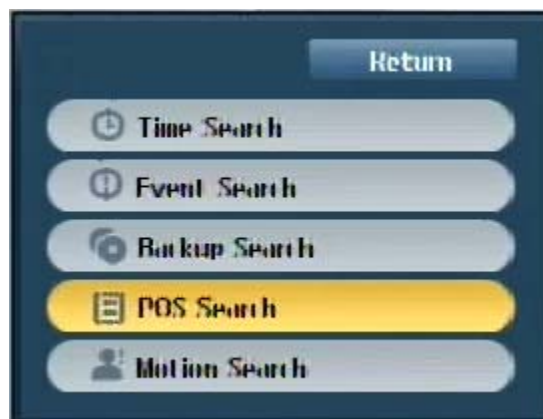 Return
Time Search
Event Search
Backup Search
POS Search
Motion Search